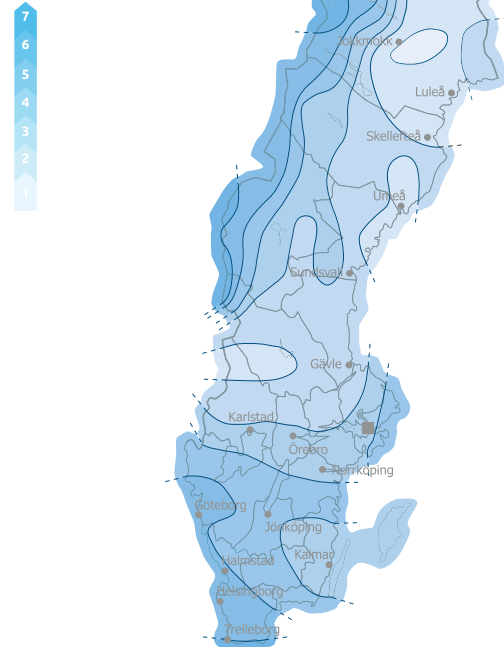 7
6
5
4
3
2
1
Jokkmokk
Luleå
Skellefteå
Umeå
Sundsvall
Gävle
Karlstad
Örebro
Norrköping
Göteborg
Jönköping
Kalmar
Halmstad
Helsingborg
Trelleborg